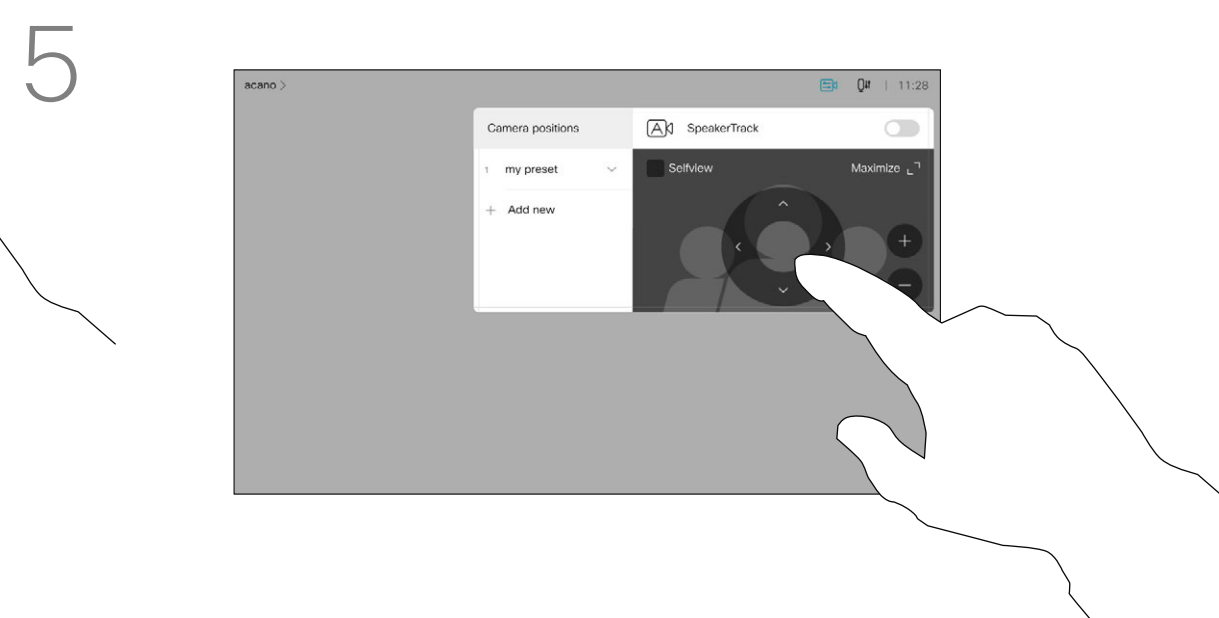 5
acano >
11:28
Camera positions
SpeakerTrack
1 my preset
Selfview
Maximize
+ Add new